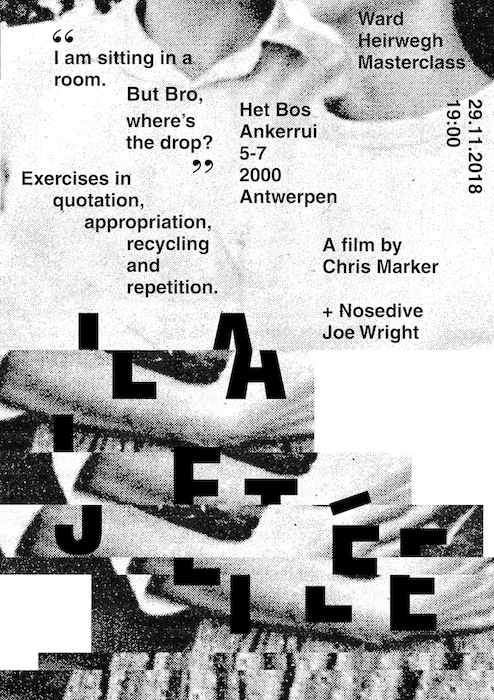 “
I am sitting in a
room.
But Bro,
where’s
the drop?
”
Exercises in
quotation,
appropriation,
recycling
and
repetition.
Ward
Heirwegh
Masterclass
29.11.2018
19:00
Het Bos
Ankerrui
5-7
2000
Antwerpen
A film by
Chris Marker
+ Nosedive
Joe Wright
LA
JETÉE